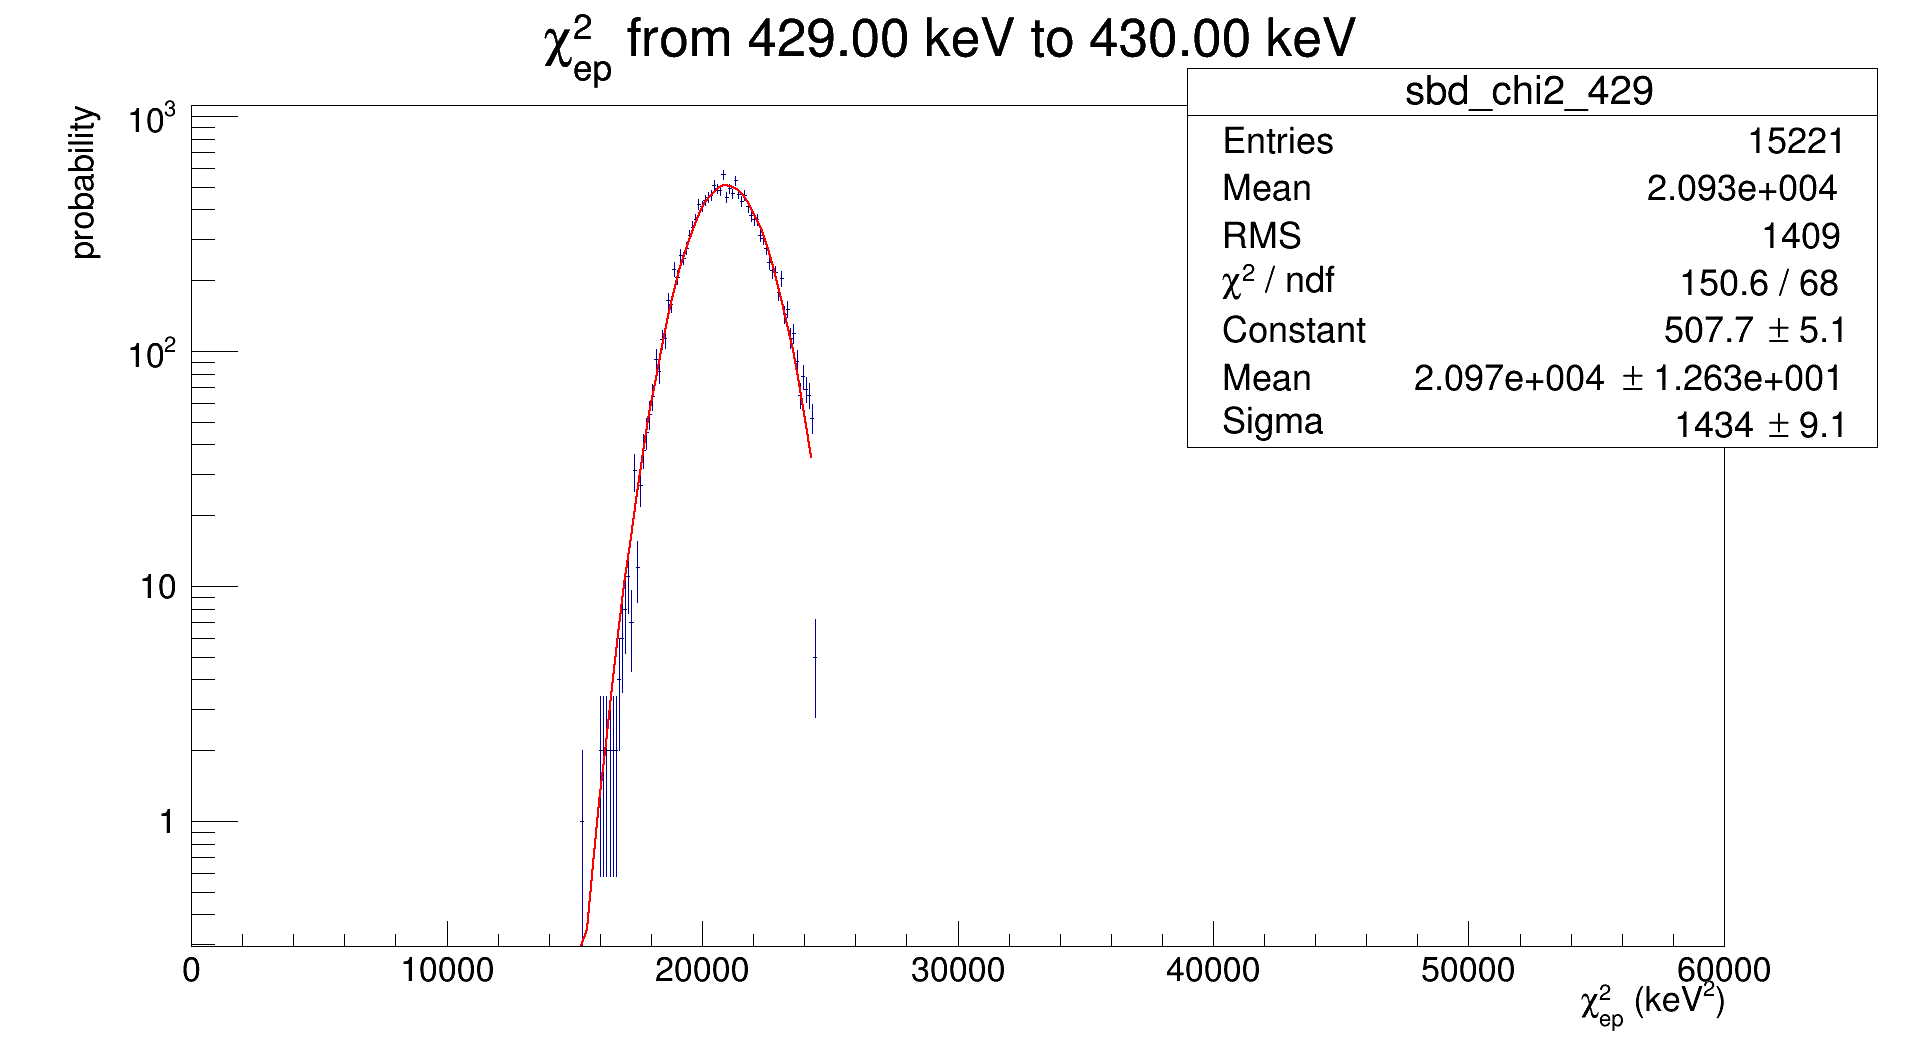 χ²ep from 429.00 keV to 430.00 keV
sbd_chi2_429
Entries 15221
Mean 2.093e+004
RMS 1409
χ² / ndf 150.6 / 68
Constant 507.7 ± 5.1
Mean 2.097e+004 ± 1.263e+001
Sigma 1434 ± 9.1
probability
10³
10²
10
1
0 10000 20000 30000 40000 50000 60000
χ²ep (keV²)